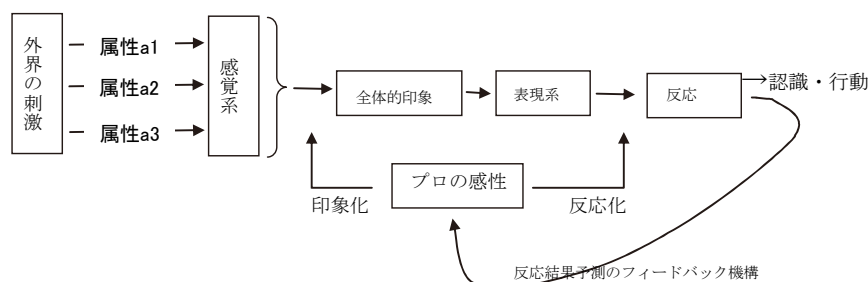 外界の刺激
属性a1
属性a2
属性a3
感覚系
全体的印象
表現系
反応
認識・行動
プロの感性
印象化
反応化
反応結果予測のフィードバック機構